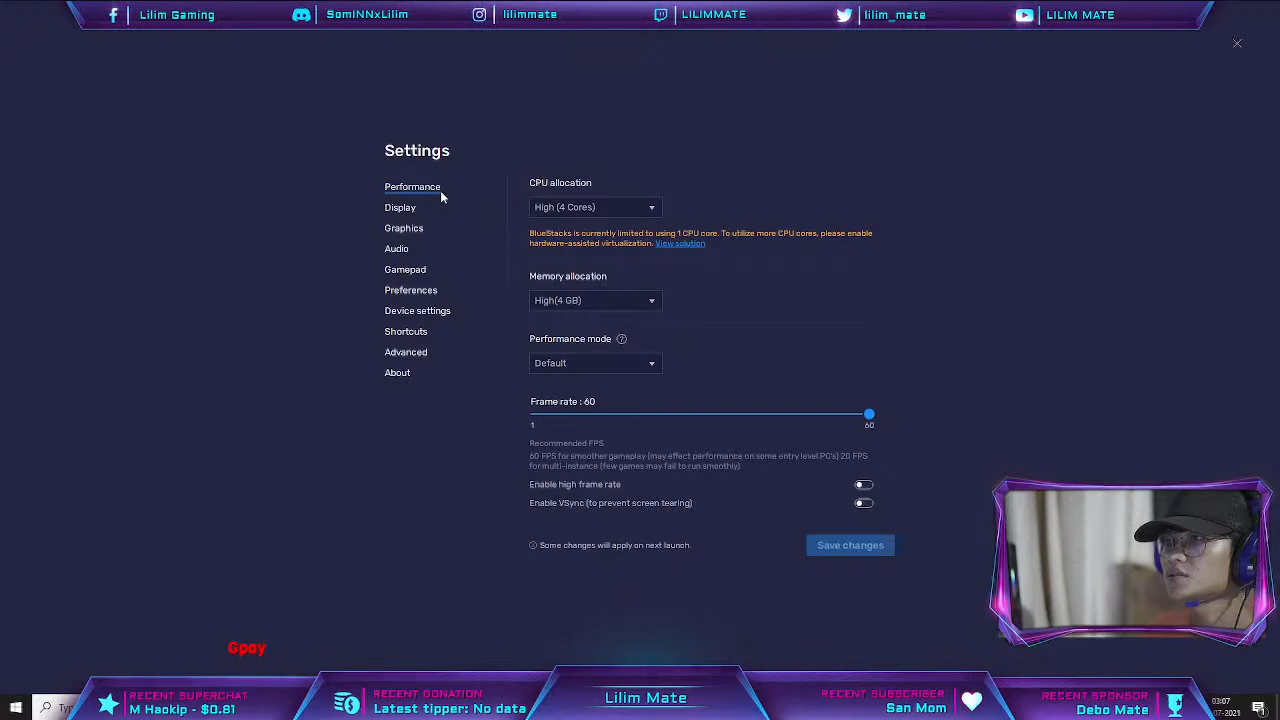 Lilim Gaming
SomINNxLilim
lilimmate
LILIMMATE
lilim_mate
LILIM MATE
Settings
Performance
Display
Graphics
Audio
Gamepad
Preferences
Device settings
Shortcuts
Advanced
About
CPU allocation
High (4 Cores)
BlueStacks is currently limited to using 1 CPU core. To utilize more CPU cores, please enable
hardware-assisted virtualization. View solution
Memory allocation
High(4 GB)
Performance mode
Default
Frame rate : 60
1
60
Recommended FPS
60 FPS for smoother gameplay (may effect performance on some entry level PC's) 20 FPS
for multi-instance (few games may fail to run smoothly)
Enable high frame rate
Enable VSync (to prevent screen tearing)
Some changes will apply on next launch
Save changes
Gpay
RECENT SUPERCHAT
M Haokip - $0.81
RECENT DONATION
Latest tipper: No data
Lilim Mate
RECENT SUBSCRIBER
San Mom
RECENT SPONSOR
Debo Mate
Ty
03:07
-07-2021